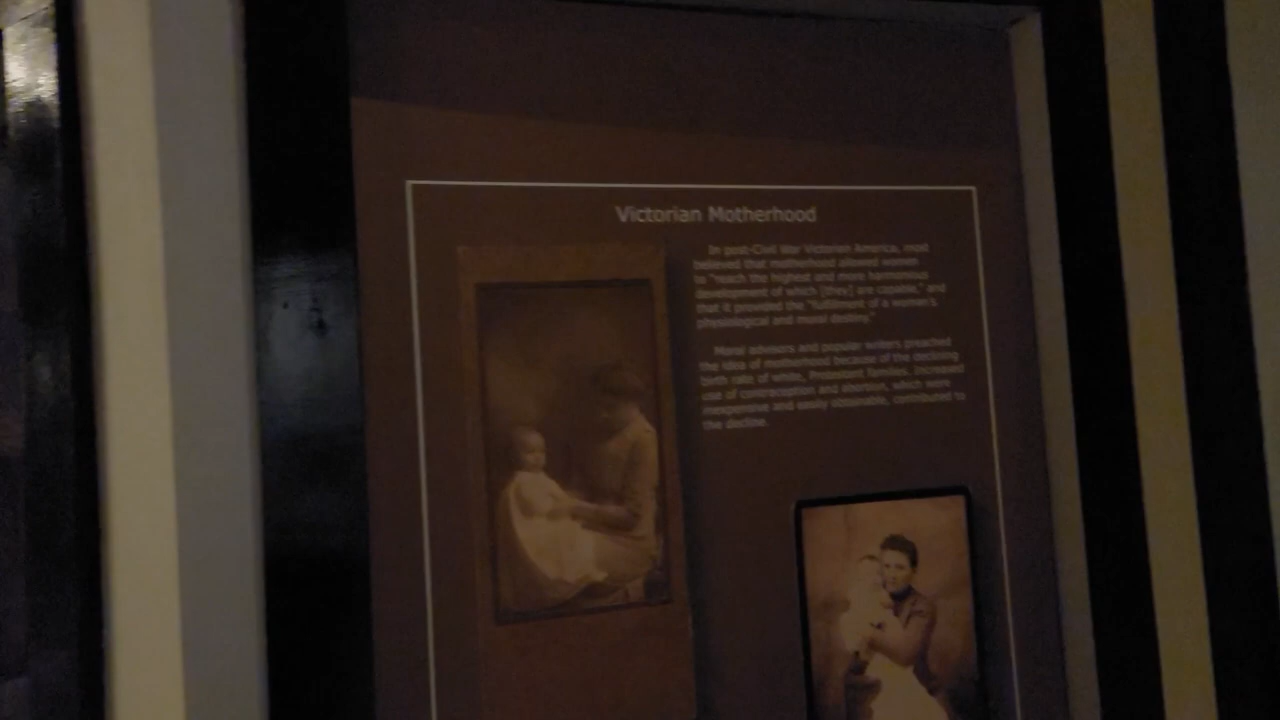 Victorian Motherhood
In post-Civil War Victorian America, most
believed that motherhood allowed women
to "reach the highest and more harmonious
development of which [they] are capable," and
that it provided the "fulfillment of a woman's
physiological and moral destiny."
Moral advisors and popular writers preached
the idea of motherhood because of the declining
birth rate of white, Protestant families. Increased
use of contraception and abortion, which were
inexpensive and easily obtainable, contributed to
the decline.